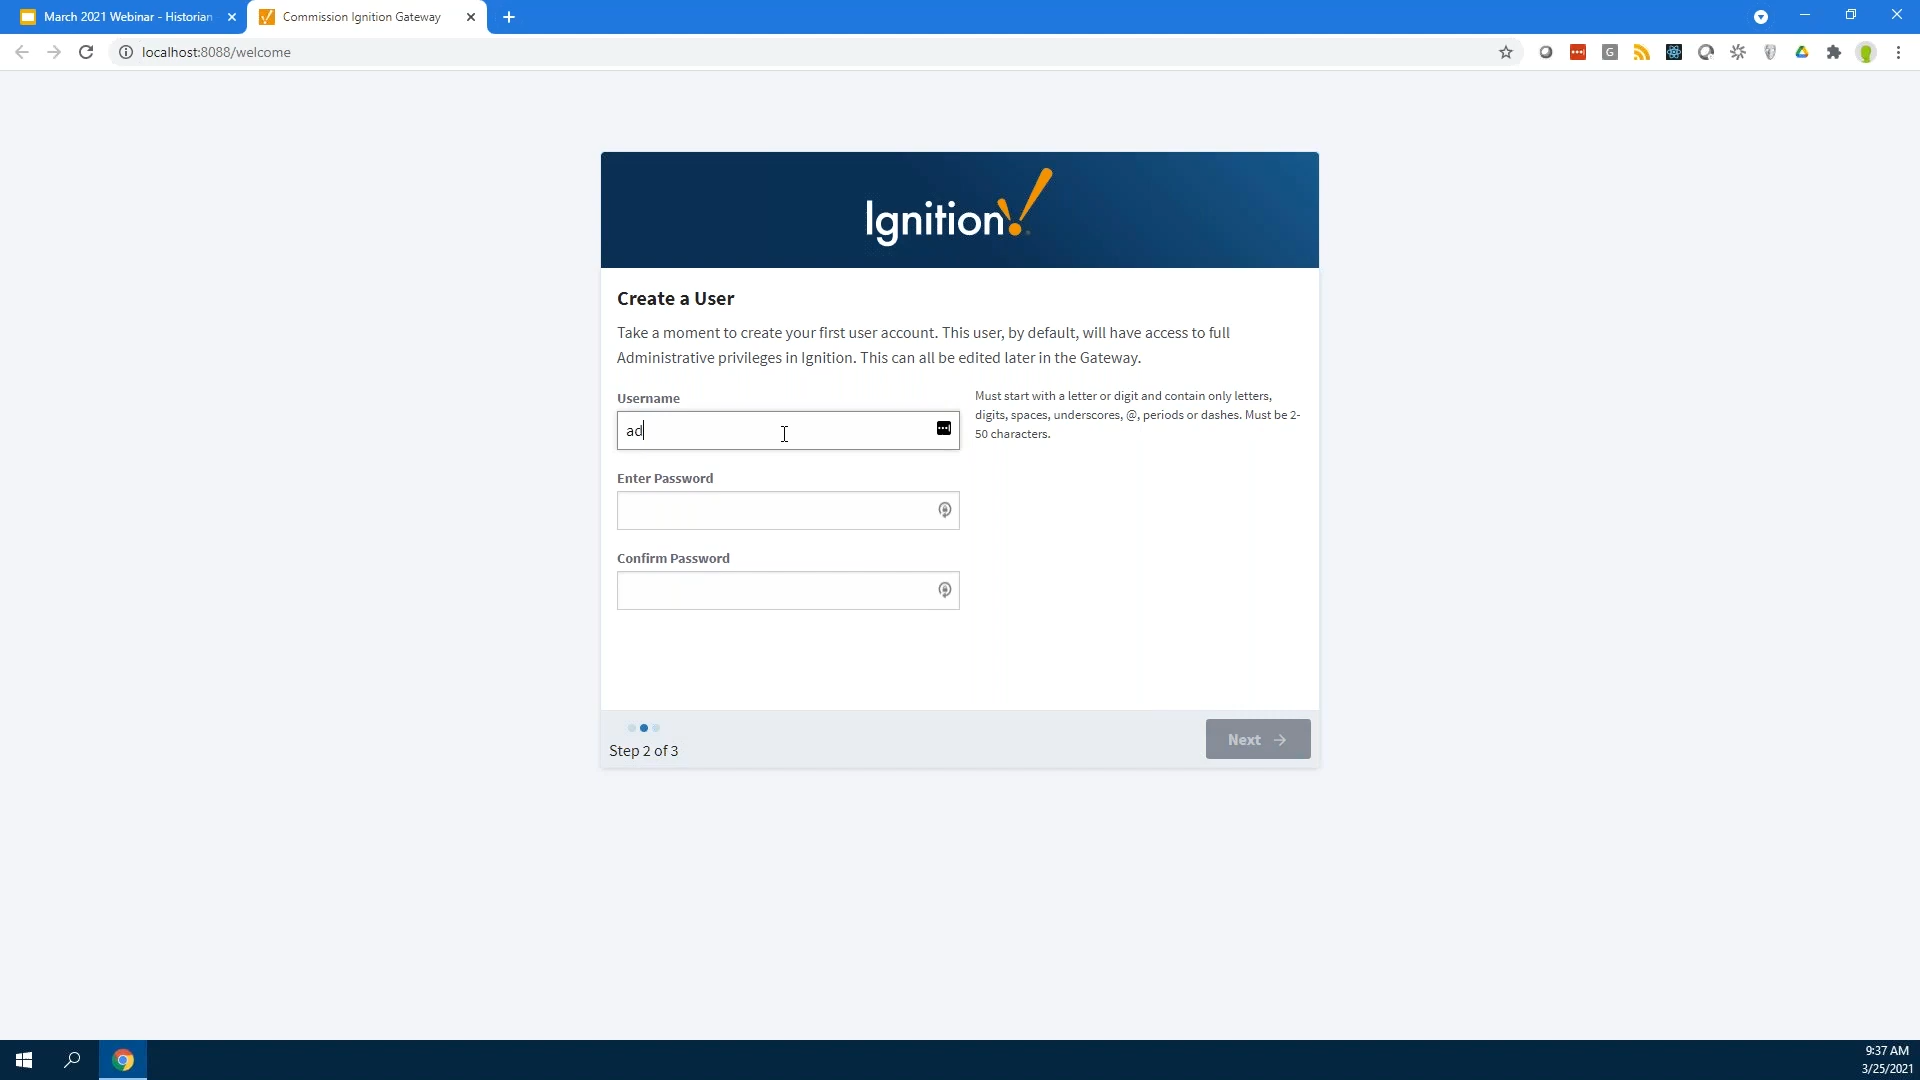 March 2021 Webinar - Historian
Commission Ignition Gateway
localhost:8088/welcome
Ignition
Create a User
Take a moment to create your first user account. This user, by default, will have access to full
Administrative privileges in Ignition. This can all be edited later in the Gateway.
Username
Must start with a letter or digit and contain only letters,
digits, spaces, underscores, @, periods or dashes. Must be 2-
50 characters.
ad
Enter Password
Confirm Password
Step 2 of 3
Next
9:37 AM
3/25/2021